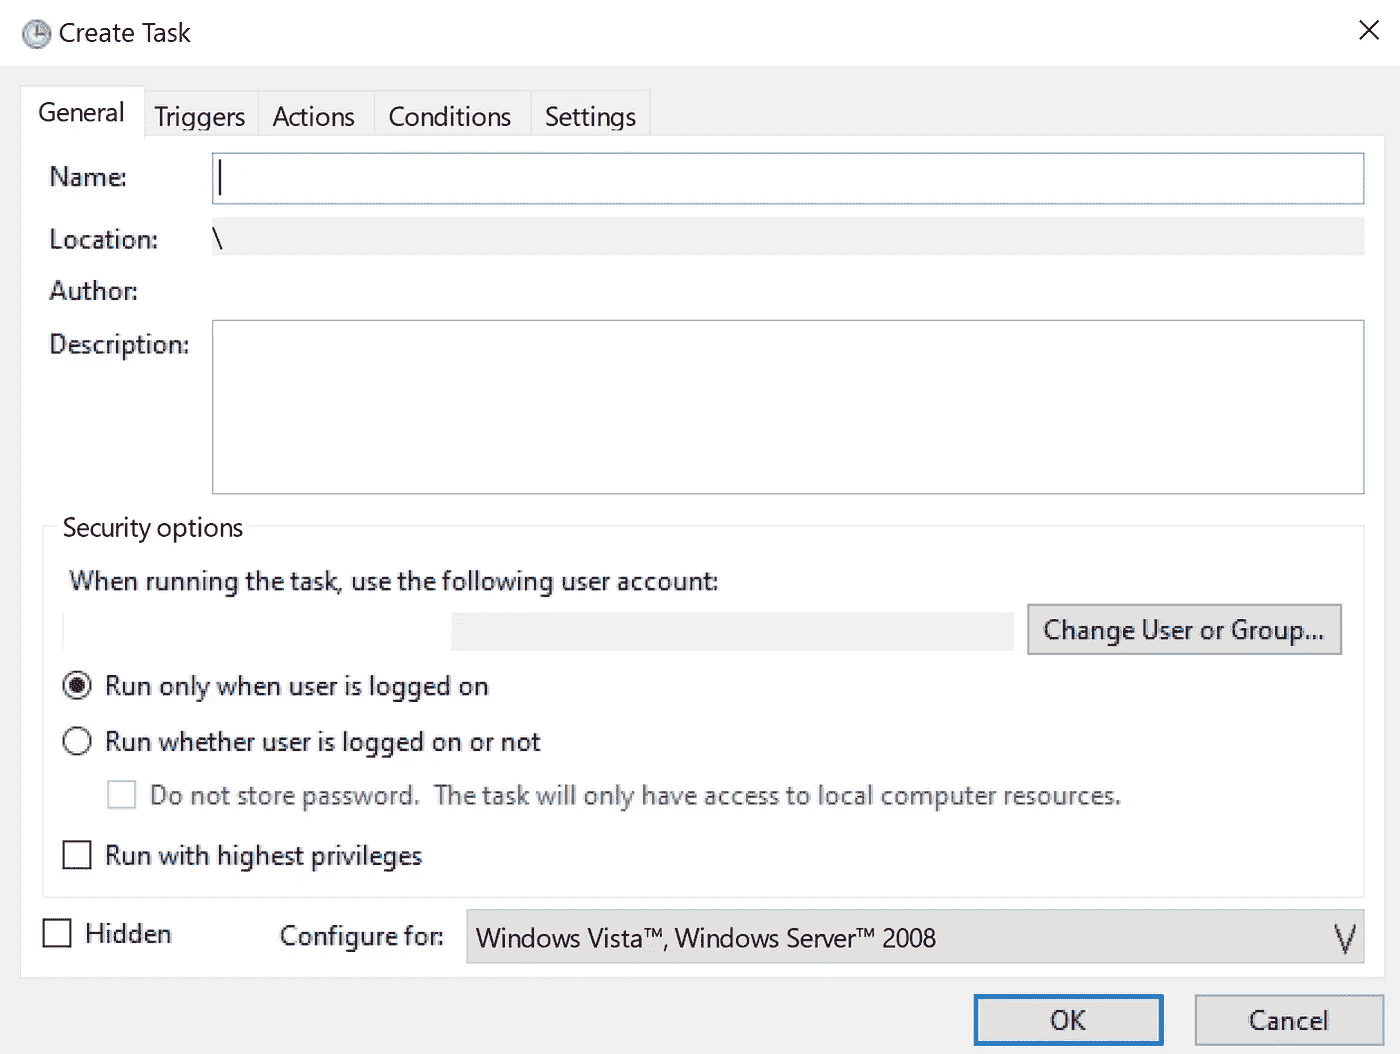 Create Task
General Triggers Actions Conditions Settings
Name:
Location: \
Author:
Description:
Security options
When running the task, use the following user account:
Change User or Group...
Run only when user is logged on
Run whether user is logged on or not
Do not store password.  The task will only have access to local computer resources.
Run with highest privileges
Hidden Configure for: Windows Vista™, Windows Server™ 2008
OK Cancel